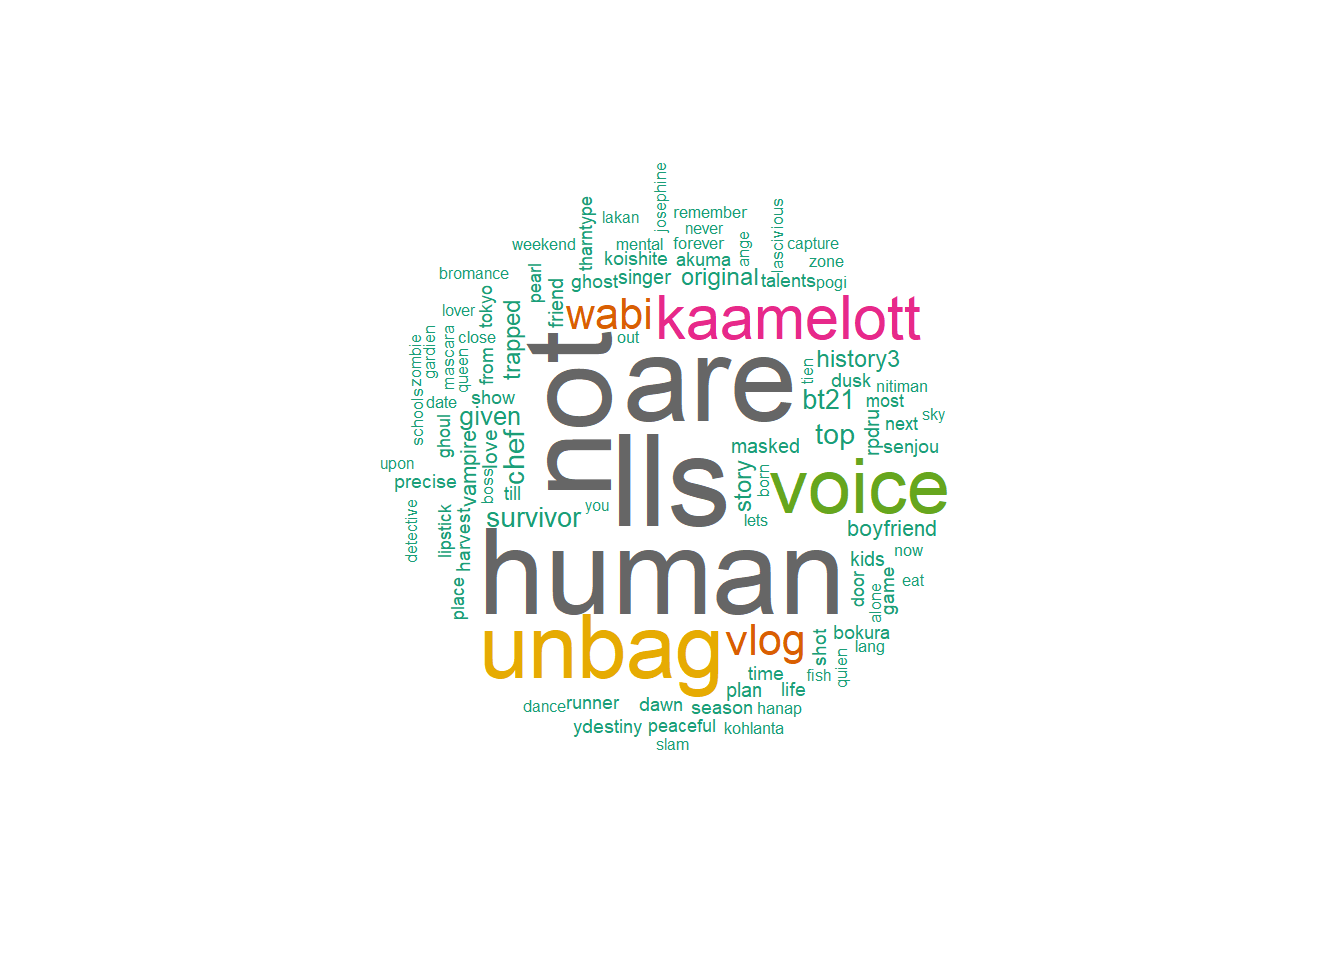 josephine
tharntype
lakan
remember
never
lascivious
weekend
mental
forever
ange
capture
koishite
akuma
zone
bromance
pearl
ghost
singer
original
talents
pogi
friend
tokyo
lover
trapped
wabi
kaamelott
close
out
not
are
zombie
gardien
mascara
queen
from
tien
history3
dusk
nitiman
show
date
bt21
most
schools
ghoul
given
sky
rpdru
next
top
senjou
vampire
love
chef
masked
upon
boss
lls
story
born
voice
precise
till
you
survivor
lets
boyfriend
detective
lipstick
harvest
human
now
kids
door
game
eat
alone
place
unbag
vlog
shot
bokura
lang
quien
time
fish
plan
life
dance
runner
dawn
season
hanap
ydestiny
peaceful
kohlanta
slam